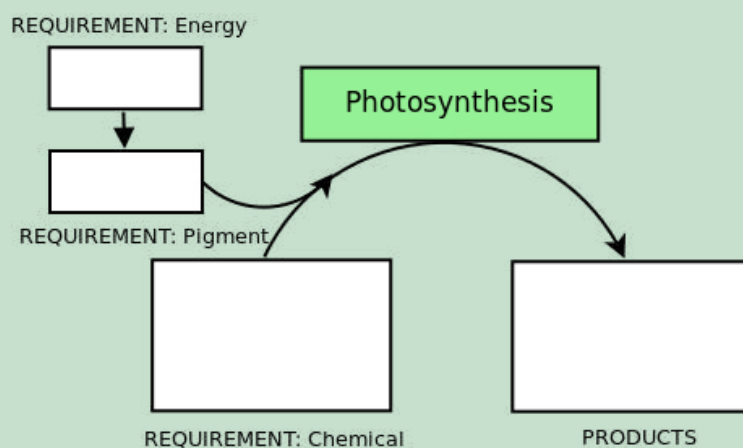 REQUIREMENT: Energy
Photosynthesis
REQUIREMENT: Pigment
REQUIREMENT: Chemical
PRODUCTS